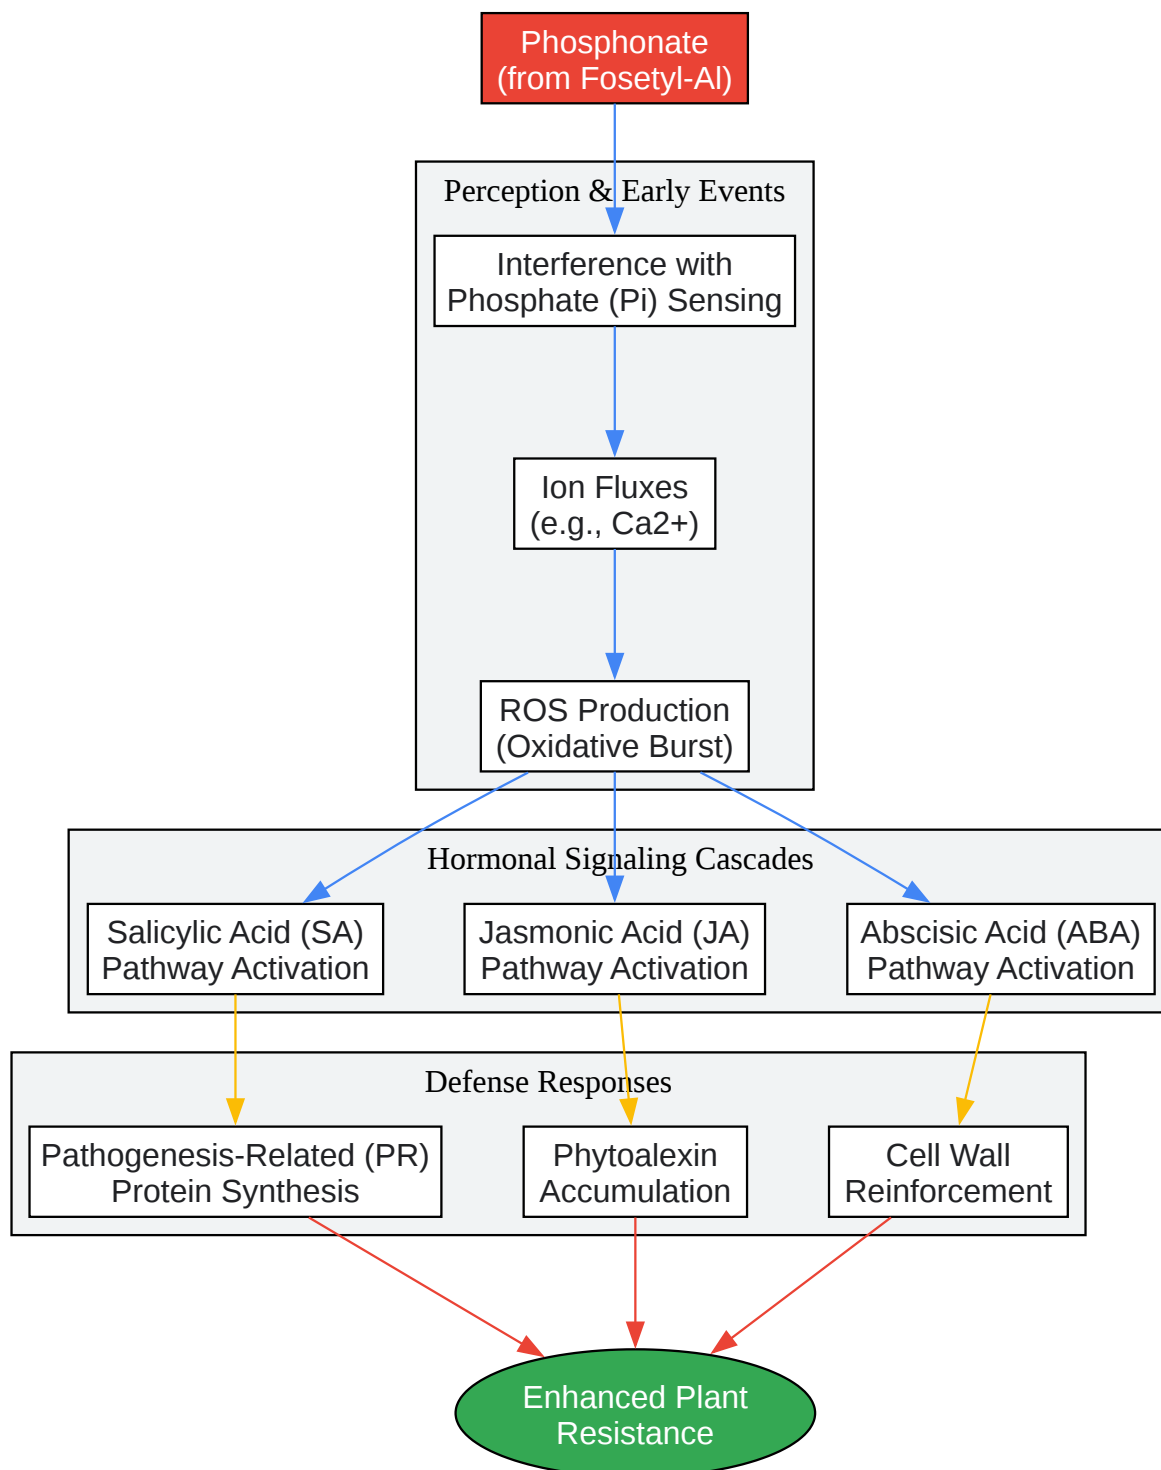 Phosphonate
(from Fosetyl-Al)
Perception & Early Events
Interference with
Phosphate (Pi) Sensing
Ion Fluxes
(e.g., Ca2+)
ROS Production
(Oxidative Burst)
Hormonal Signaling Cascades
Salicylic Acid (SA)
Pathway Activation
Jasmonic Acid (JA)
Pathway Activation
Abscisic Acid (ABA)
Pathway Activation
Defense Responses
Pathogenesis-Related (PR)
Protein Synthesis
Phytoalexin
Accumulation
Cell Wall
Reinforcement
Enhanced Plant
Resistance